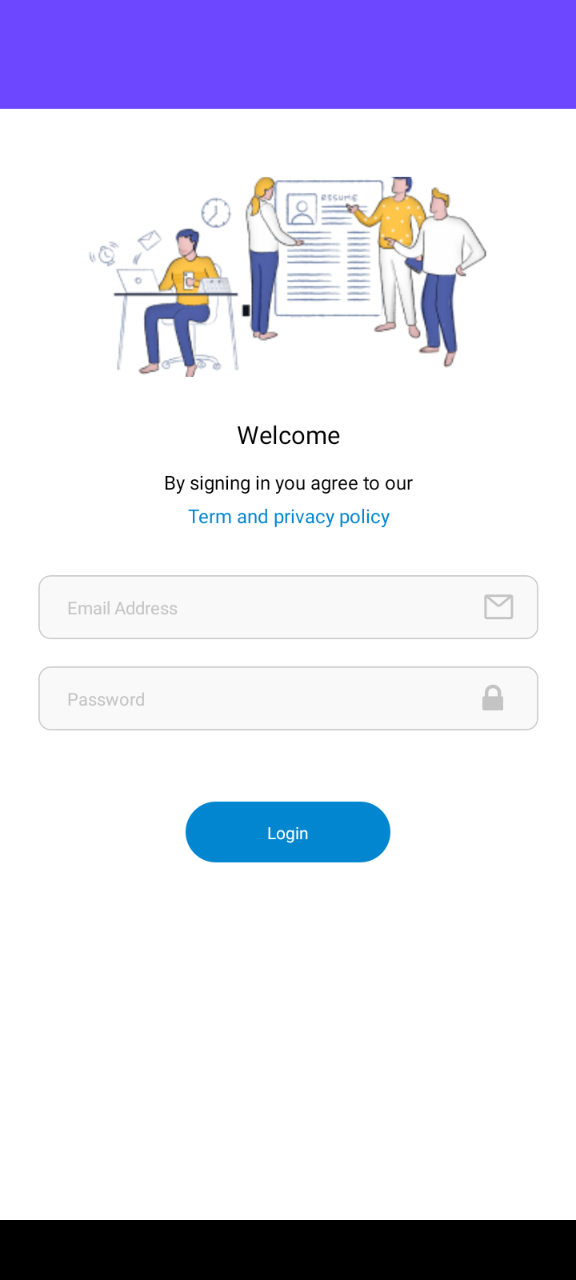 RESUME
Welcome
By signing in you agree to our
Term and privacy policy
Email Address
Password
Login